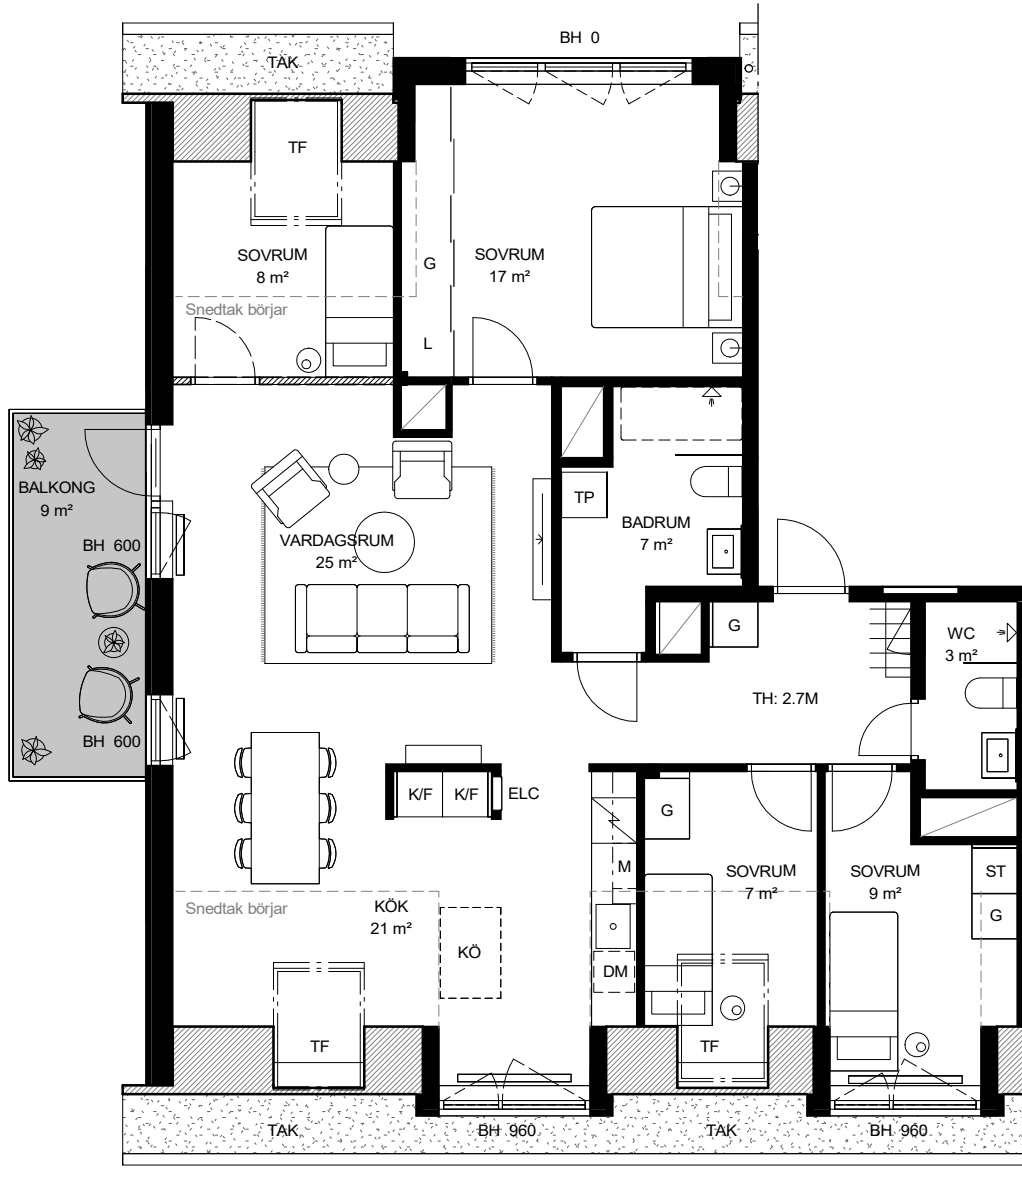 BH 0
TAK
TF
SOVRUM
8 m²
G
SOVRUM
17 m²
Snedtak börjar
L
BALKONG
9 m²
BH 600
VARDAGSRUM
25 m²
TP
BADRUM
7 m²
G
WC
3 m²
TH: 2.7M
BH 600
K/F
K/F
ELC
G
M
SOVRUM
7 m²
SOVRUM
9 m²
ST
G
Snedtak börjar
KÖK
21 m²
KÖ
DM
TF
TF
TAK
BH 960
TAK
BH 960